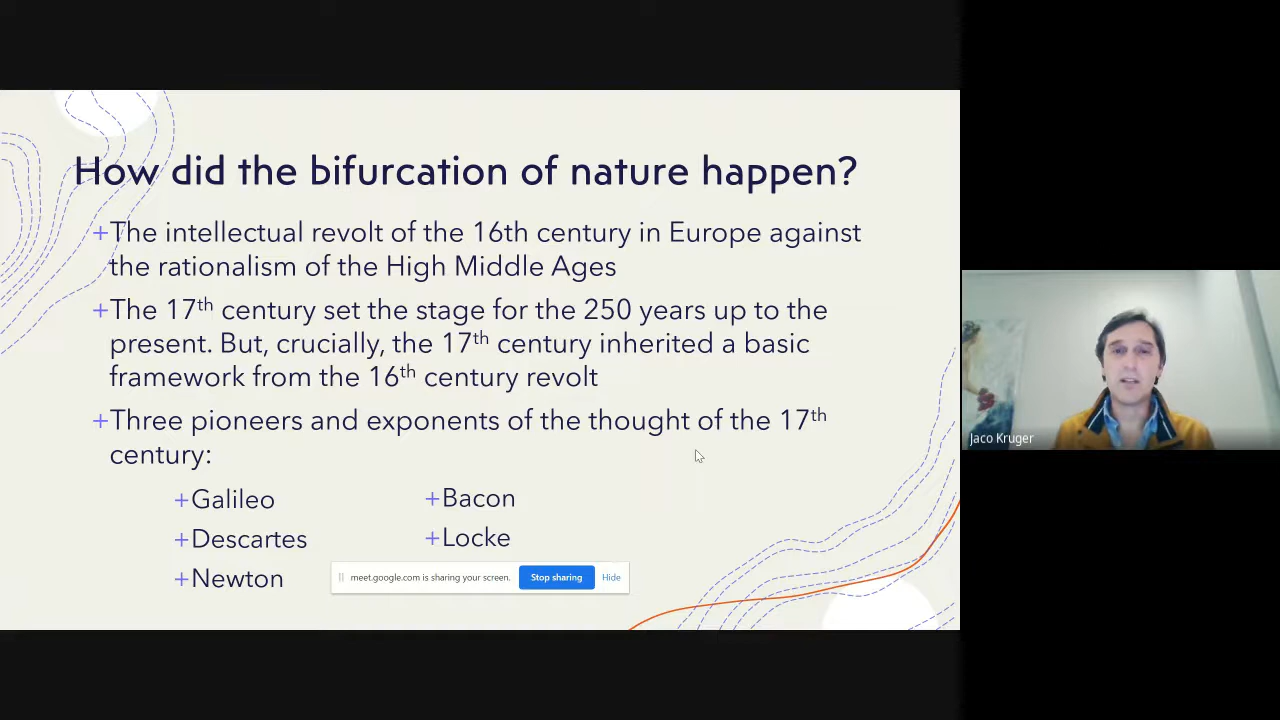 How did the bifurcation of nature happen?
+The intellectual revolt of the 16th century in Europe against
the rationalism of the High Middle Ages
+The 17th century set the stage for the 250 years up to the
present. But, crucially, the 17th century inherited a basic
framework from the 16th century revolt
+Three pioneers and exponents of the thought of the 17th
century:
+Galileo
+Descartes
+Newton
+Bacon
+Locke
meet.google.com is sharing your screen. Stop sharing Hide
Jaco Kruger